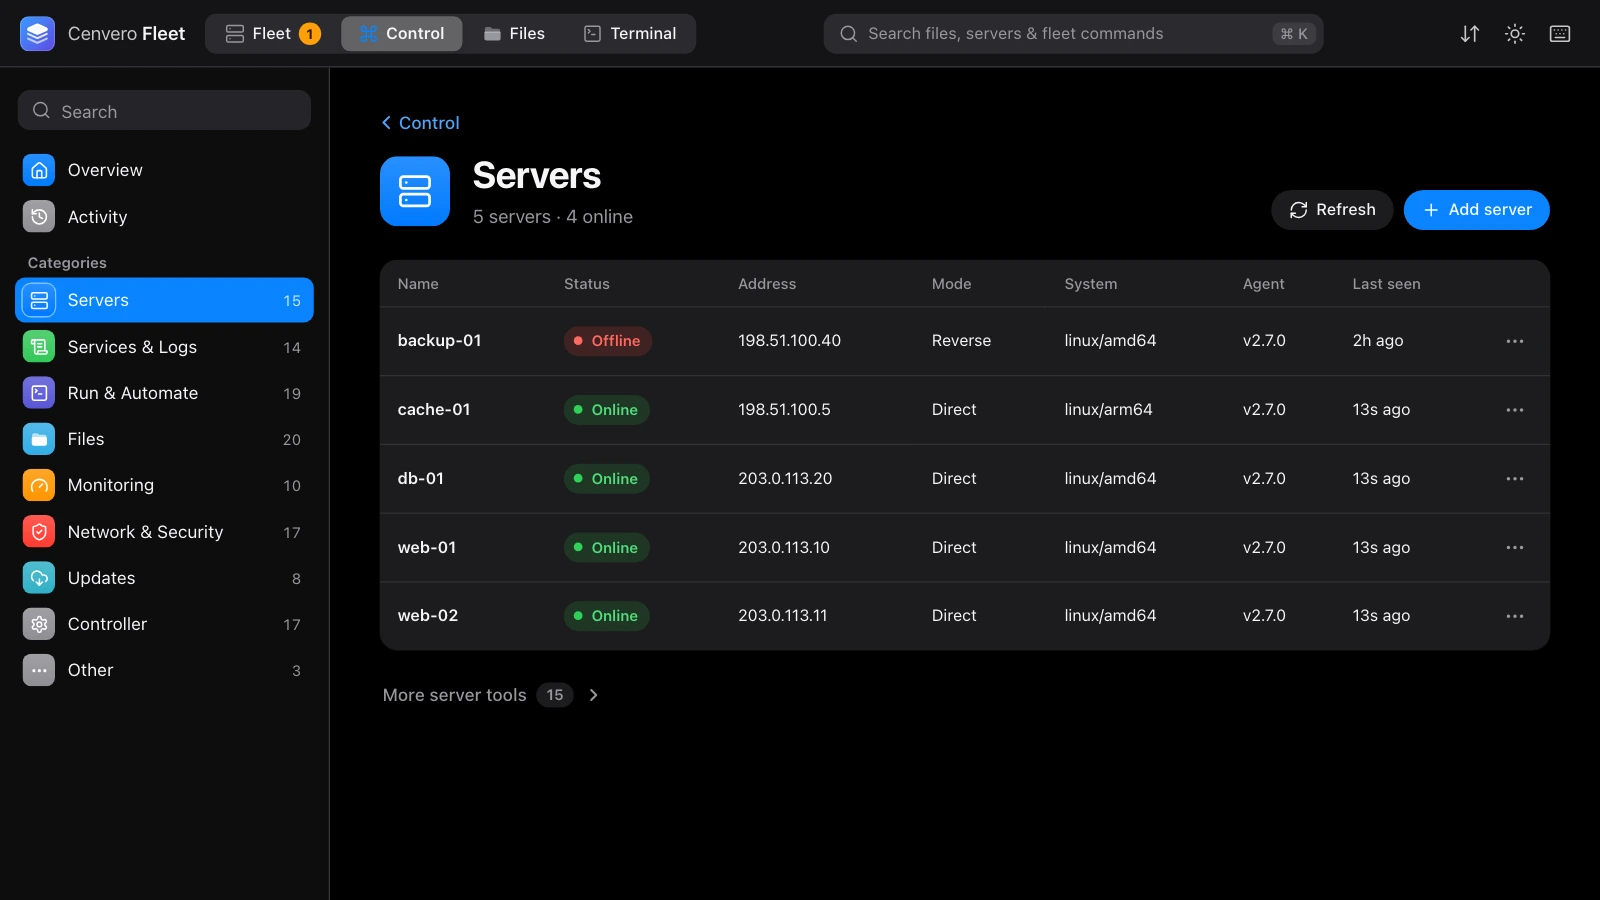 Cenvero Fleet
Fleet 1
Control
Files
Terminal
Search files, servers & fleet commands ⌘ K
Search
Overview
Activity
Categories
Servers 15
Services & Logs 14
Run & Automate 19
Files 20
Monitoring 10
Network & Security 17
Updates 8
Controller 17
Other 3
Control
Servers
5 servers · 4 online
Refresh
Add server
Name Status Address Mode System Agent Last seen
backup-01 Offline 198.51.100.40 Reverse linux/amd64 v2.7.0 2h ago
cache-01 Online 198.51.100.5 Direct linux/arm64 v2.7.0 13s ago
db-01 Online 203.0.113.20 Direct linux/amd64 v2.7.0 13s ago
web-01 Online 203.0.113.10 Direct linux/amd64 v2.7.0 13s ago
web-02 Online 203.0.113.11 Direct linux/amd64 v2.7.0 13s ago
More server tools 15